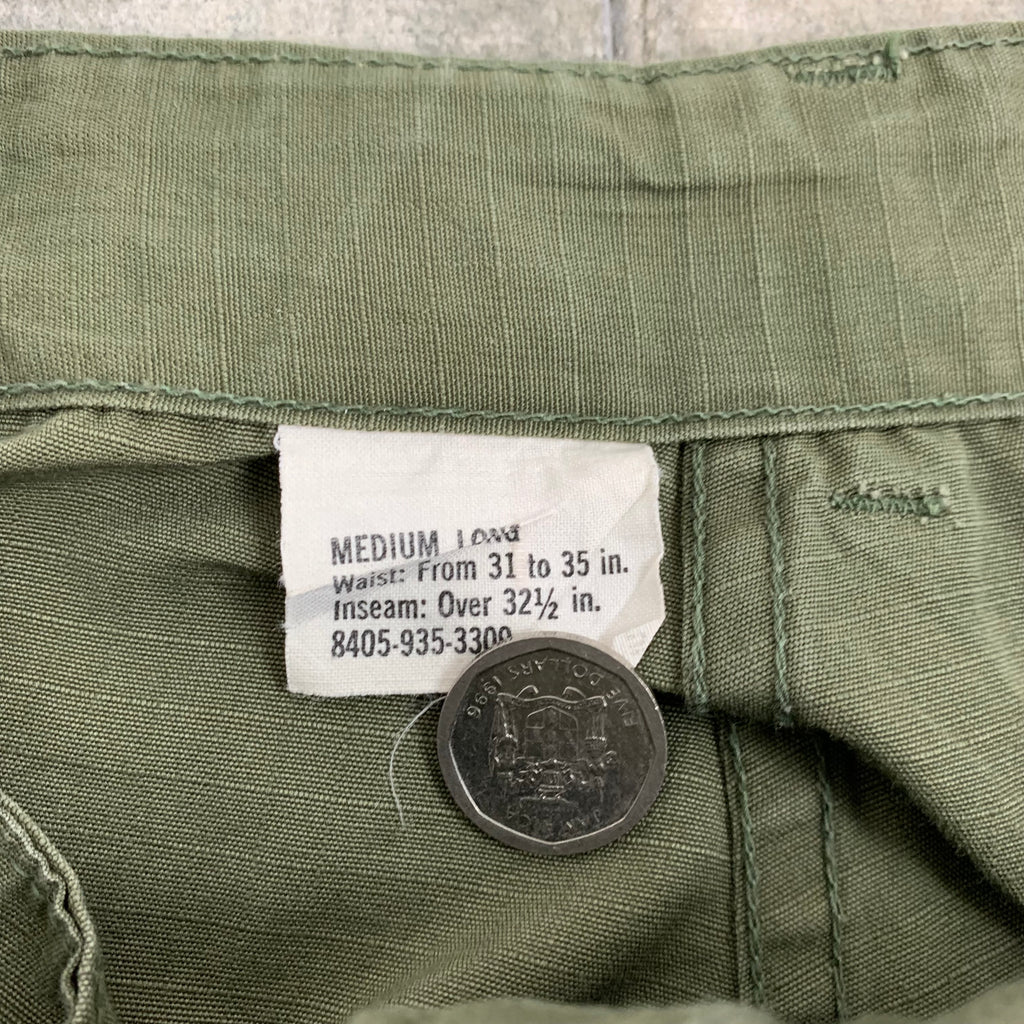 MEDIUM LONG
Waist: From 31 to 35 in.
Inseam: Over 32½ in.
8405-935-3309
FIVE DOLLARS 1996
JAMAICA